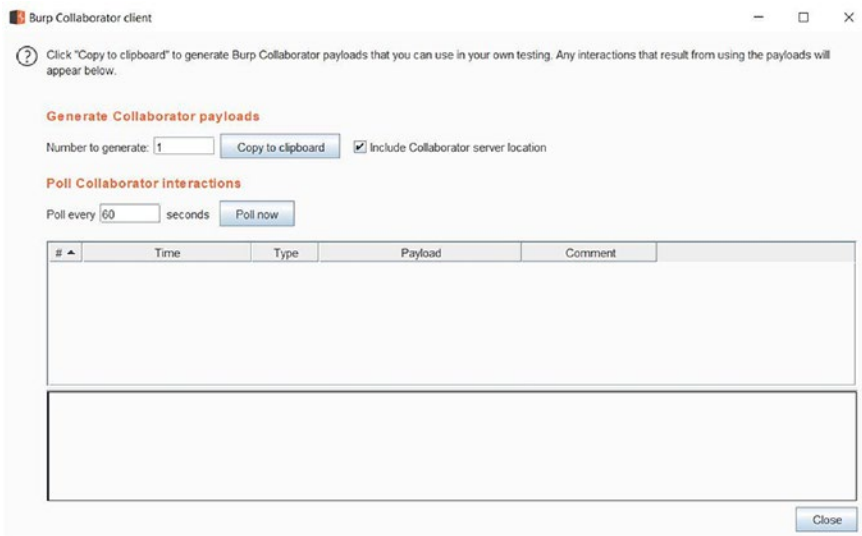 Burp Collaborator client
Click "Copy to clipboard" to generate Burp Collaborator payloads that you can use in your own testing. Any interactions that result from using the payloads will
appear below.
Generate Collaborator payloads
Number to generate: 1 Copy to clipboard Include Collaborator server location
Poll Collaborator interactions
Poll every 60 seconds Poll now
# Time Type Payload Comment
Close